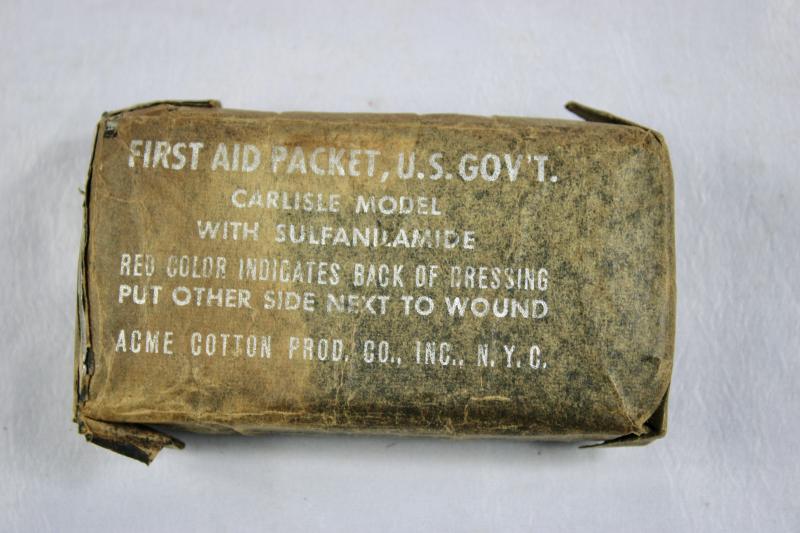 FIRST AID PACKET, U.S. GOV'T.
CARLISLE MODEL
WITH SULFANILAMIDE
RED COLOR INDICATES BACK OF DRESSING
PUT OTHER SIDE NEXT TO WOUND
ACME COTTON PROD. CO., INC., N.Y.C.